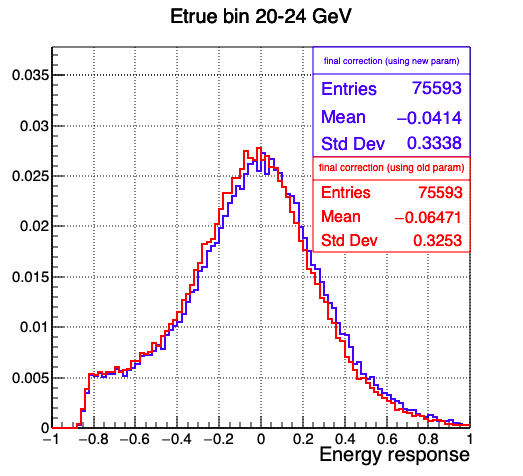 Etrue bin 20-24 GeV
final correction (using new param)
Entries 75593
Mean −0.0414
Std Dev 0.3338
final correction (using old param)
Entries 75593
Mean −0.06471
Std Dev 0.3253
0.035
0.03
0.025
0.02
0.015
0.01
0.005
0
−1 −0.8 −0.6 −0.4 −0.2 0 0.2 0.4 0.6 0.8 1
Energy response